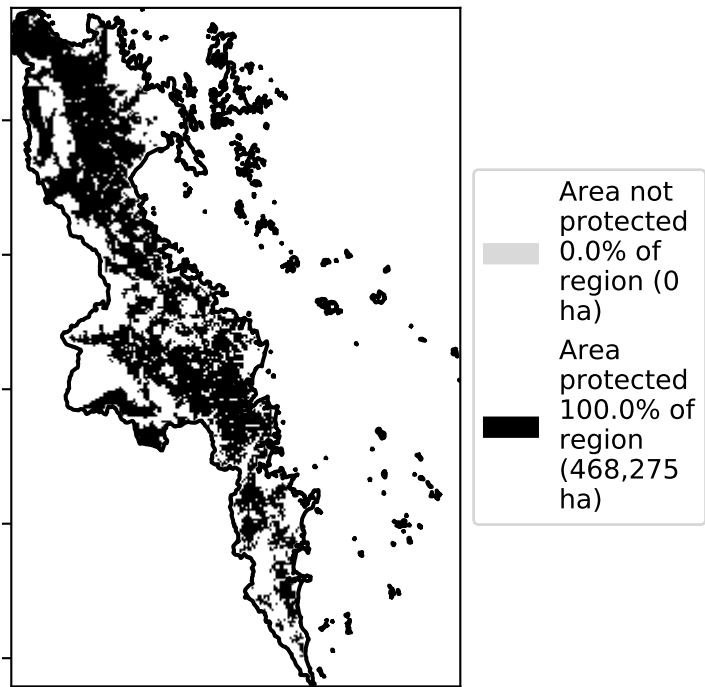 Area not
protected
0.0% of
region (0
ha)
Area
protected
100.0% of
region
(468,275
ha)